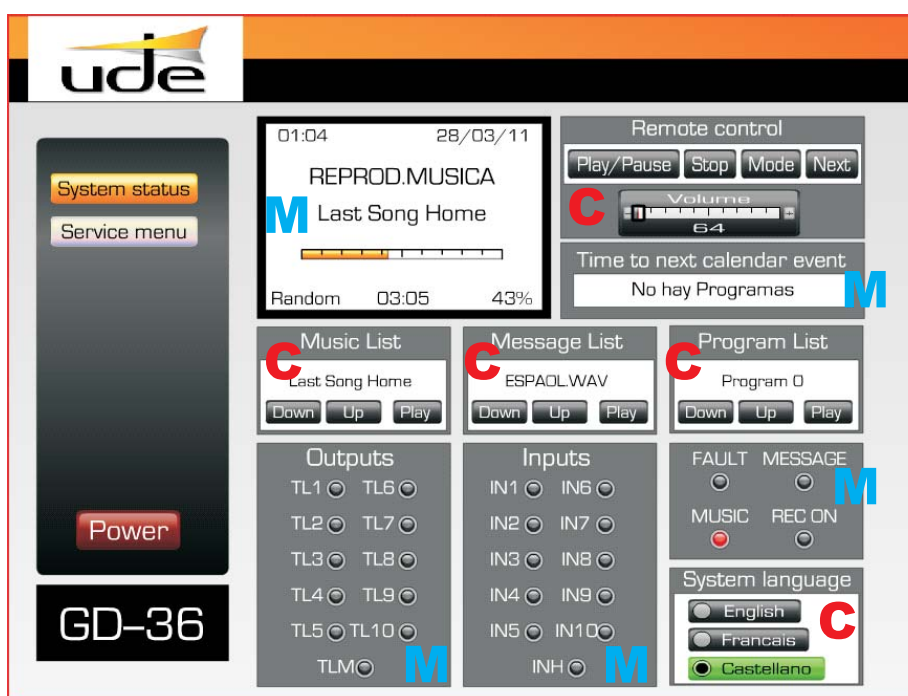 ude
System status
Service menu
Power
GD-36
01:04 28/03/11
REPROD.MUSICA
M Last Song Home
Random 03:05 43%
Remote control
Play/Pause Stop Mode Next
C
Volume
64
Time to next calendar event
No hay Programas M
Music List
C
Last Song Home
Down Up Play
Message List
C
ESPAOL.WAV
Down Up Play
Program List
C
Program 0
Down Up Play
Outputs
TL1 TL6
TL2 TL7
TL3 TL8
TL4 TL9
TL5 TL10
TLM M
Inputs
IN1 IN6
IN2 IN7
IN3 IN8
IN4 IN9
IN5 IN10
INH M
FAULT MESSAGE
M
MUSIC REC ON
System language
English
C
Francais
Castellano